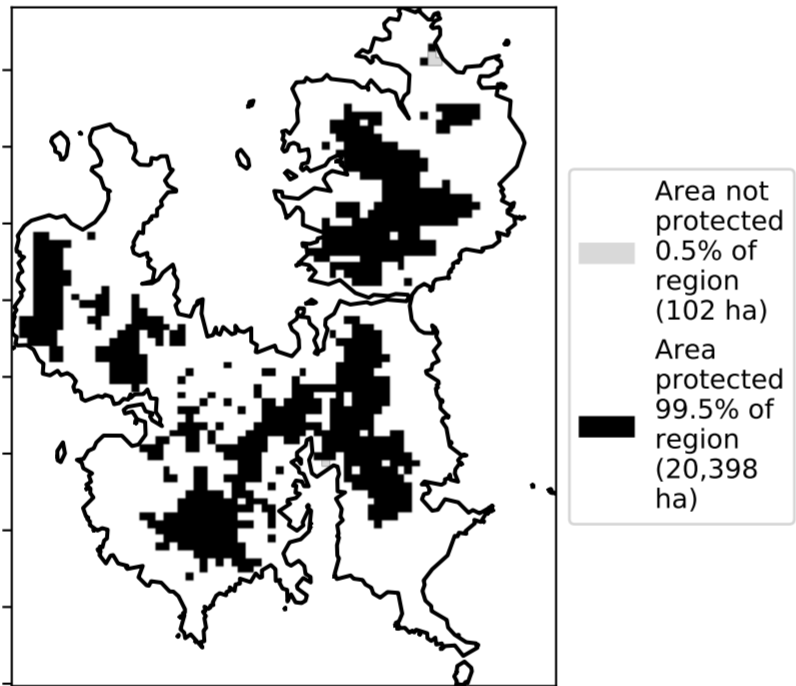 Area not
protected
0.5% of
region
(102 ha)
Area
protected
99.5% of
region
(20,398
ha)